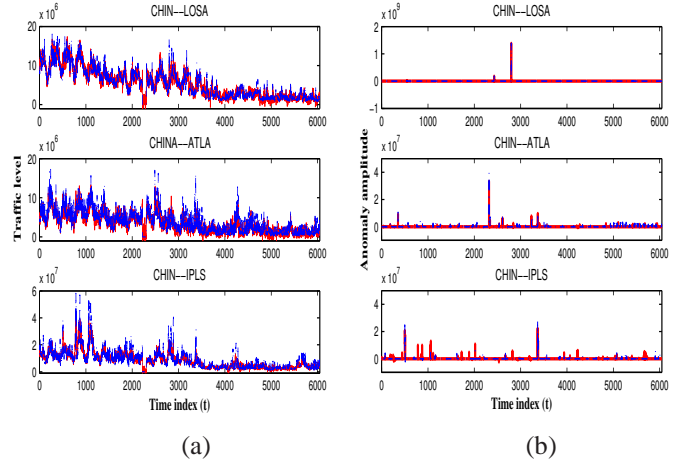 CHIN--LOSA
x 10^6
20
10
0
0 1000 2000 3000 4000 5000 6000
CHINA--ATLA
x 10^6
20
10
0
0 1000 2000 3000 4000 5000 6000
CHIN--IPLS
x 10^7
6
4
2
0
0 1000 2000 3000 4000 5000 6000
Traffic level
Time index (t)
(a)
CHIN--LOSA
x 10^9
2
1
0
−1
0 1000 2000 3000 4000 5000 6000
CHIN--ATLA
x 10^7
4
2
0
0 1000 2000 3000 4000 5000 6000
CHIN--IPLS
x 10^7
4
2
0
0 1000 2000 3000 4000 5000 6000
Anomaly amplitude
Time index (t)
(b)